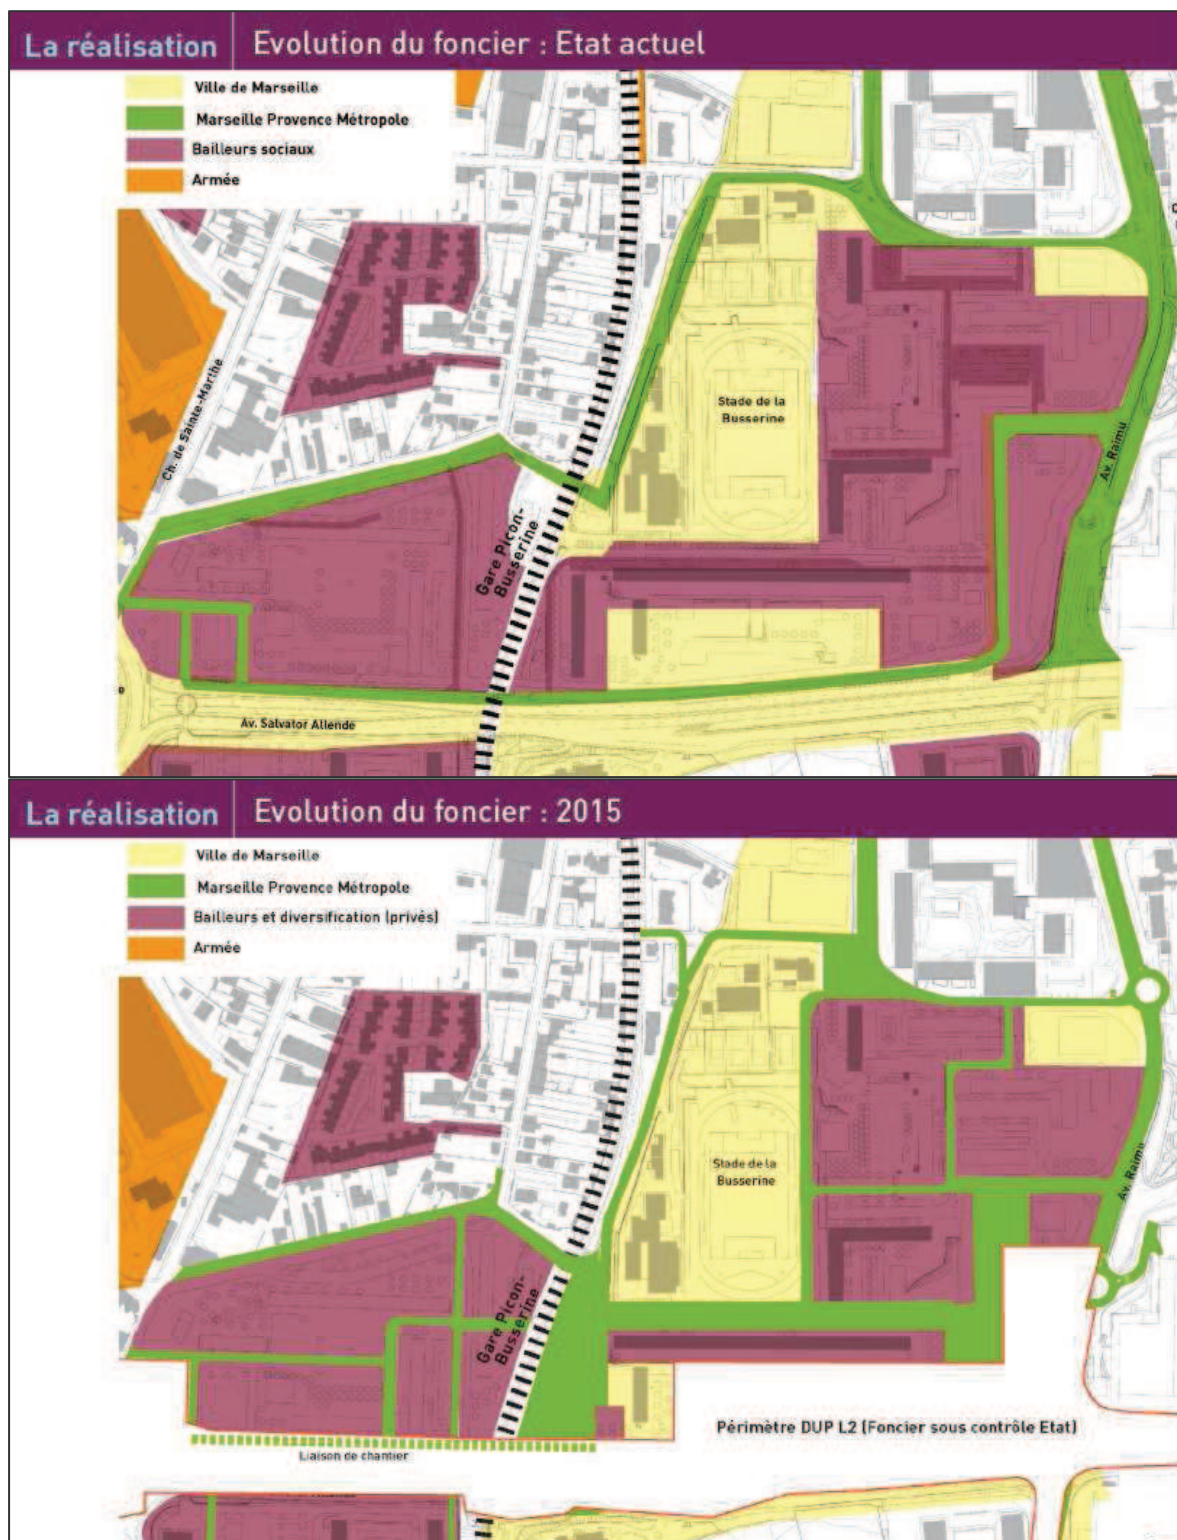 La réalisation
Evolution du foncier : Etat actuel
Ville de Marseille
Marseille Provence Métropole
Bailleurs sociaux
Armée
Ch. de Sainte-Marthe
Stade de la
Busserine
Av. Raimu
Gare Picon-
Busserine
Av. Salvator Allende
La réalisation
Evolution du foncier : 2015
Ville de Marseille
Marseille Provence Métropole
Bailleurs et diversification (privés)
Armée
Stade de la
Busserine
Av. Raimu
Gare Picon-
Busserine
Périmètre DUP L2 (Foncier sous contrôle Etat)
Liaison de chantier